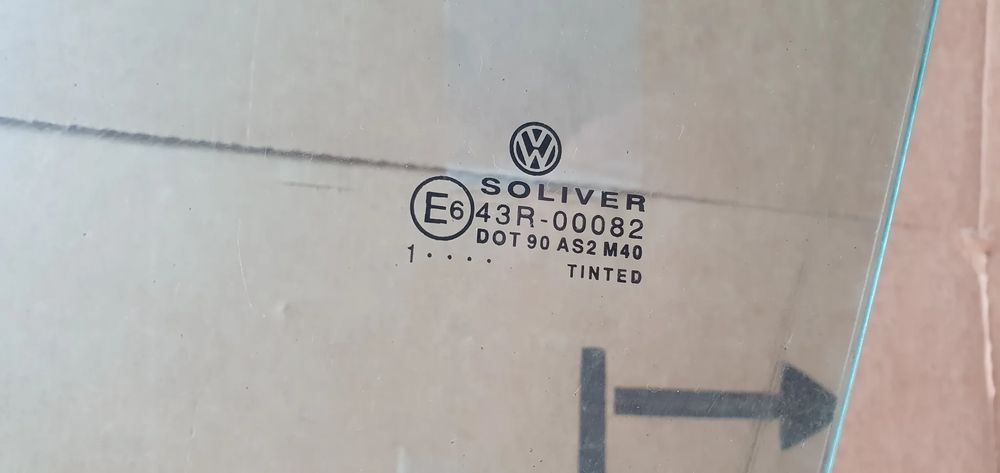 SOLIVER
E6 43R-00082
DOT 90 AS2 M40
1 . . . .
TINTED